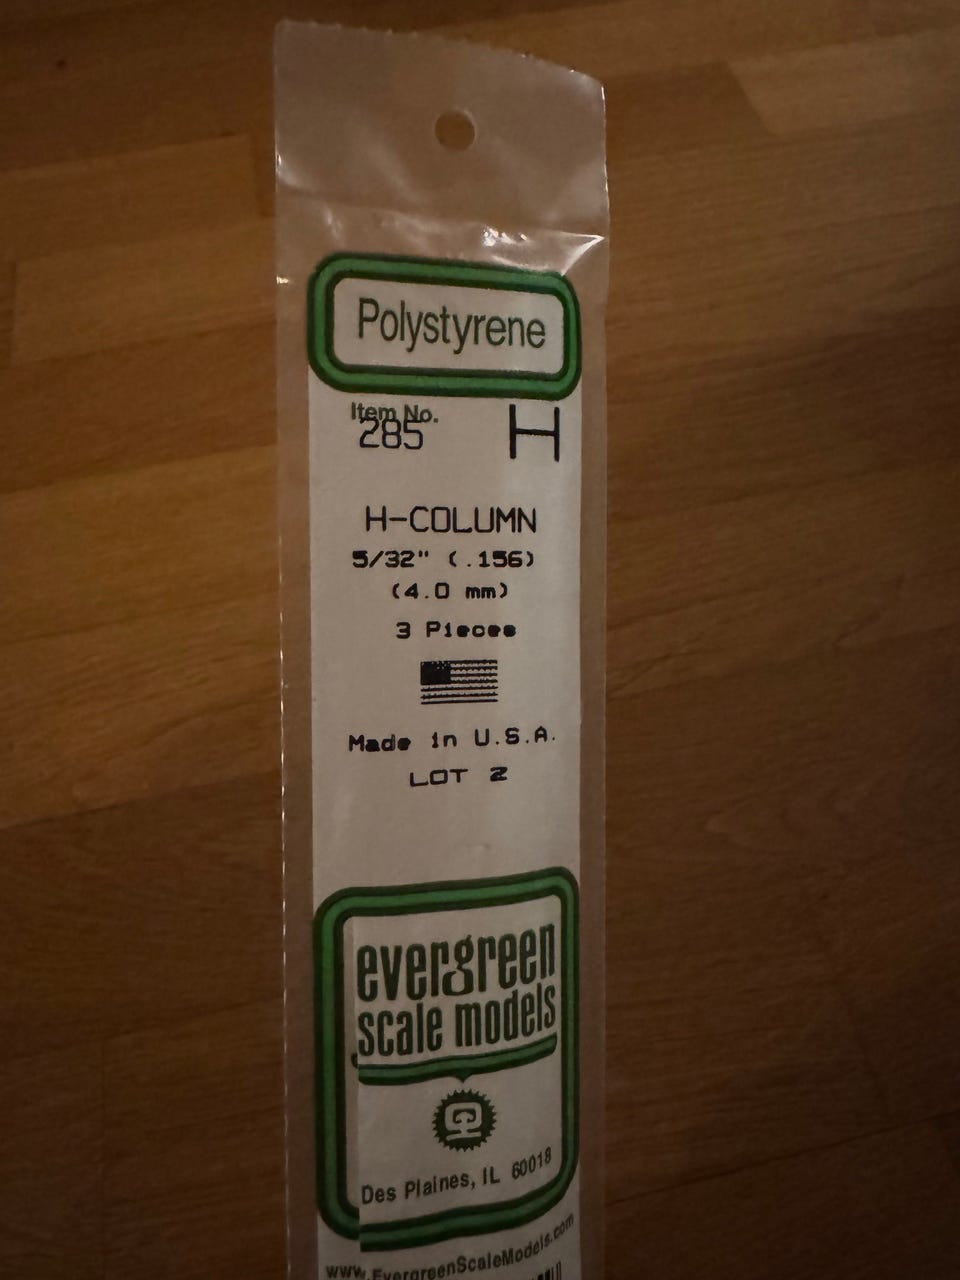 Polystyrene
Item No.
285
H
H-COLUMN
5/32" (.156)
(4.0 mm)
3 Pieces
Made in U.S.A.
LOT 2
evergreen
scale models
Des Plaines, IL 60018
www.EvergreenScaleModels.com